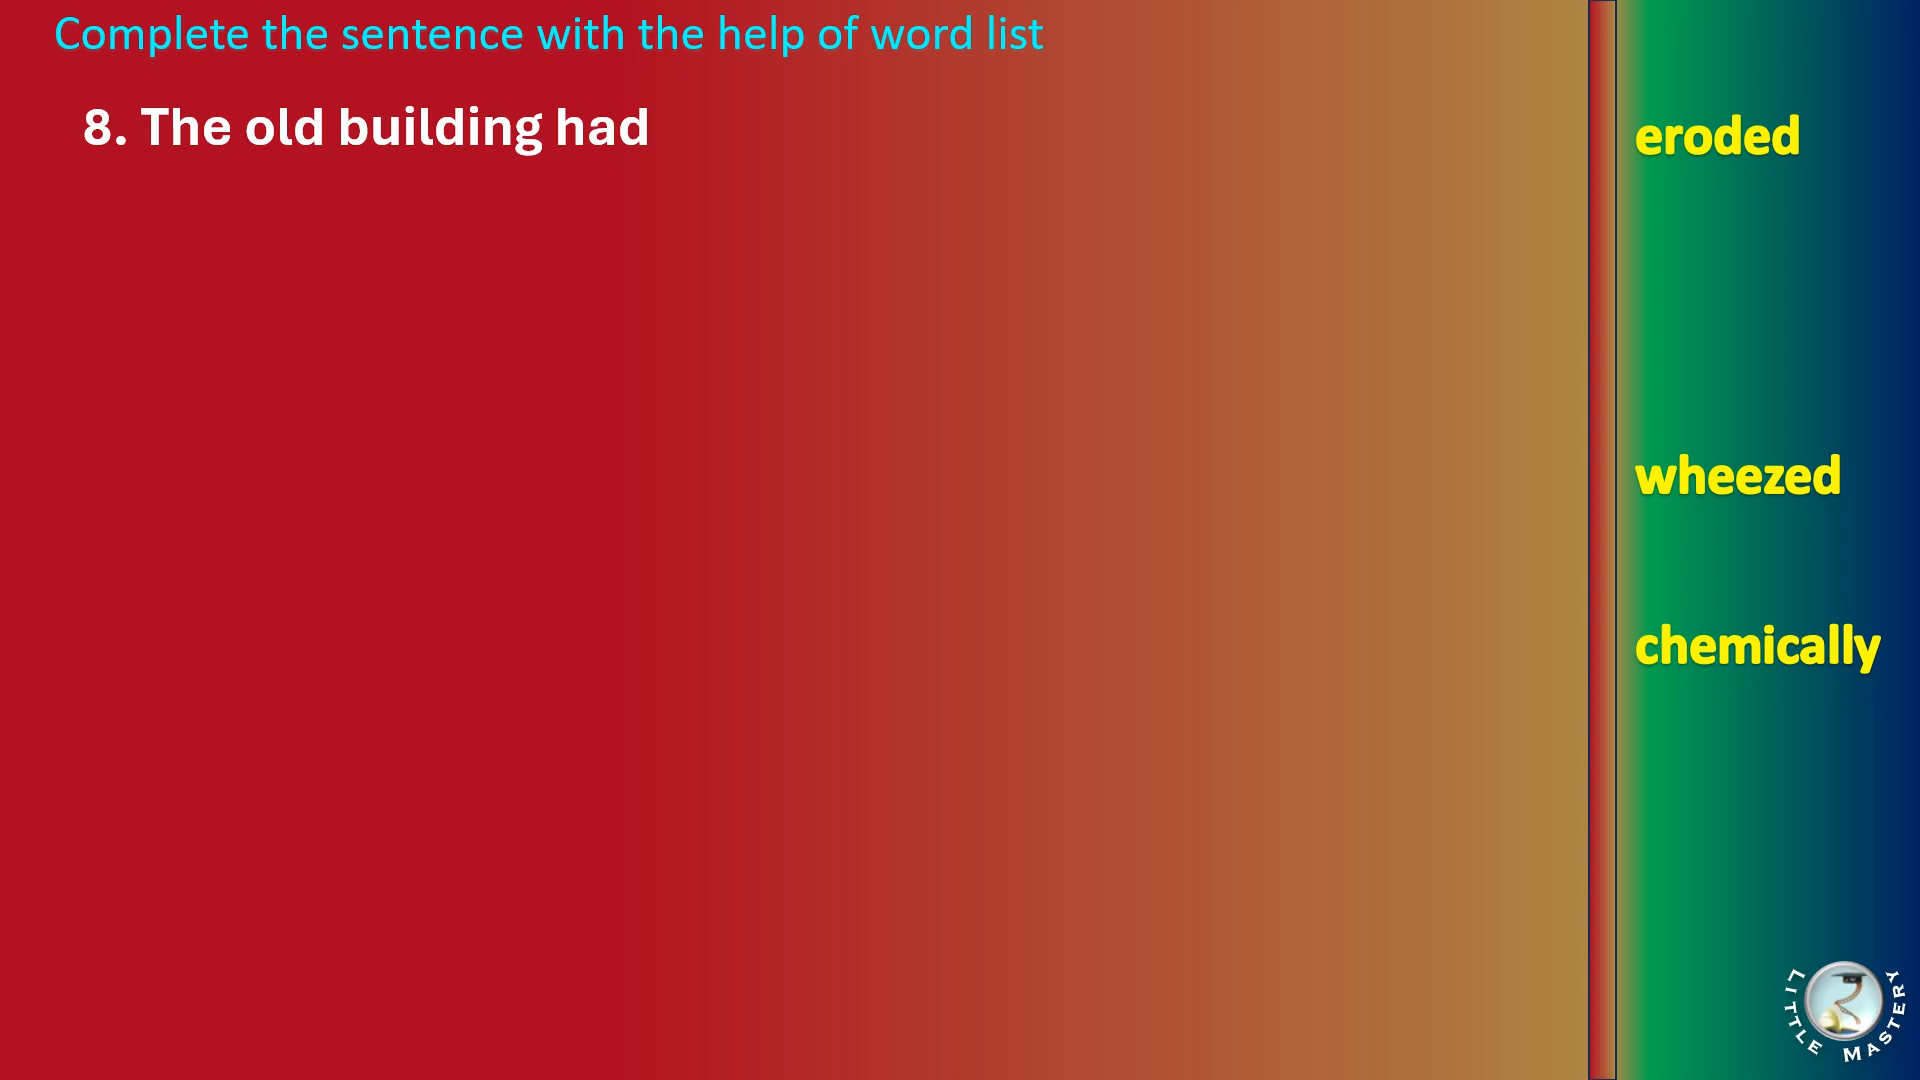 Complete the sentence with the help of word list
8. The old building had
eroded
wheezed
chemically
LITTLE MASTERY